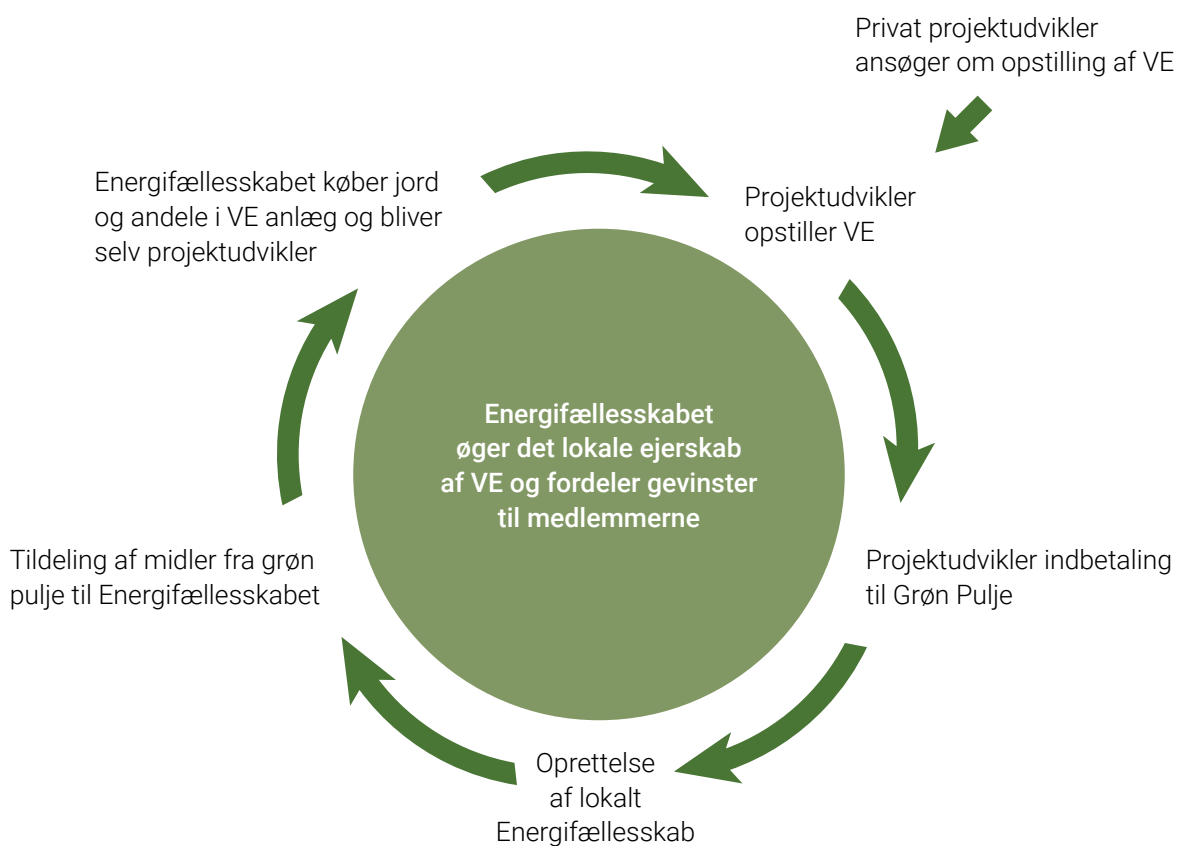 Privat projektudvikler
ansøger om opstilling af VE
Projektudvikler
opstiller VE
Projektudvikler indbetaling
til Grøn Pulje
Oprettelse
af lokalt
Energifællesskab
Tildeling af midler fra grøn
pulje til Energifællesskabet
Energifællesskabet køber jord
og andele i VE anlæg og bliver
selv projektudvikler
Energifællesskabet
øger det lokale ejerskab
af VE og fordeler gevinster
til medlemmerne